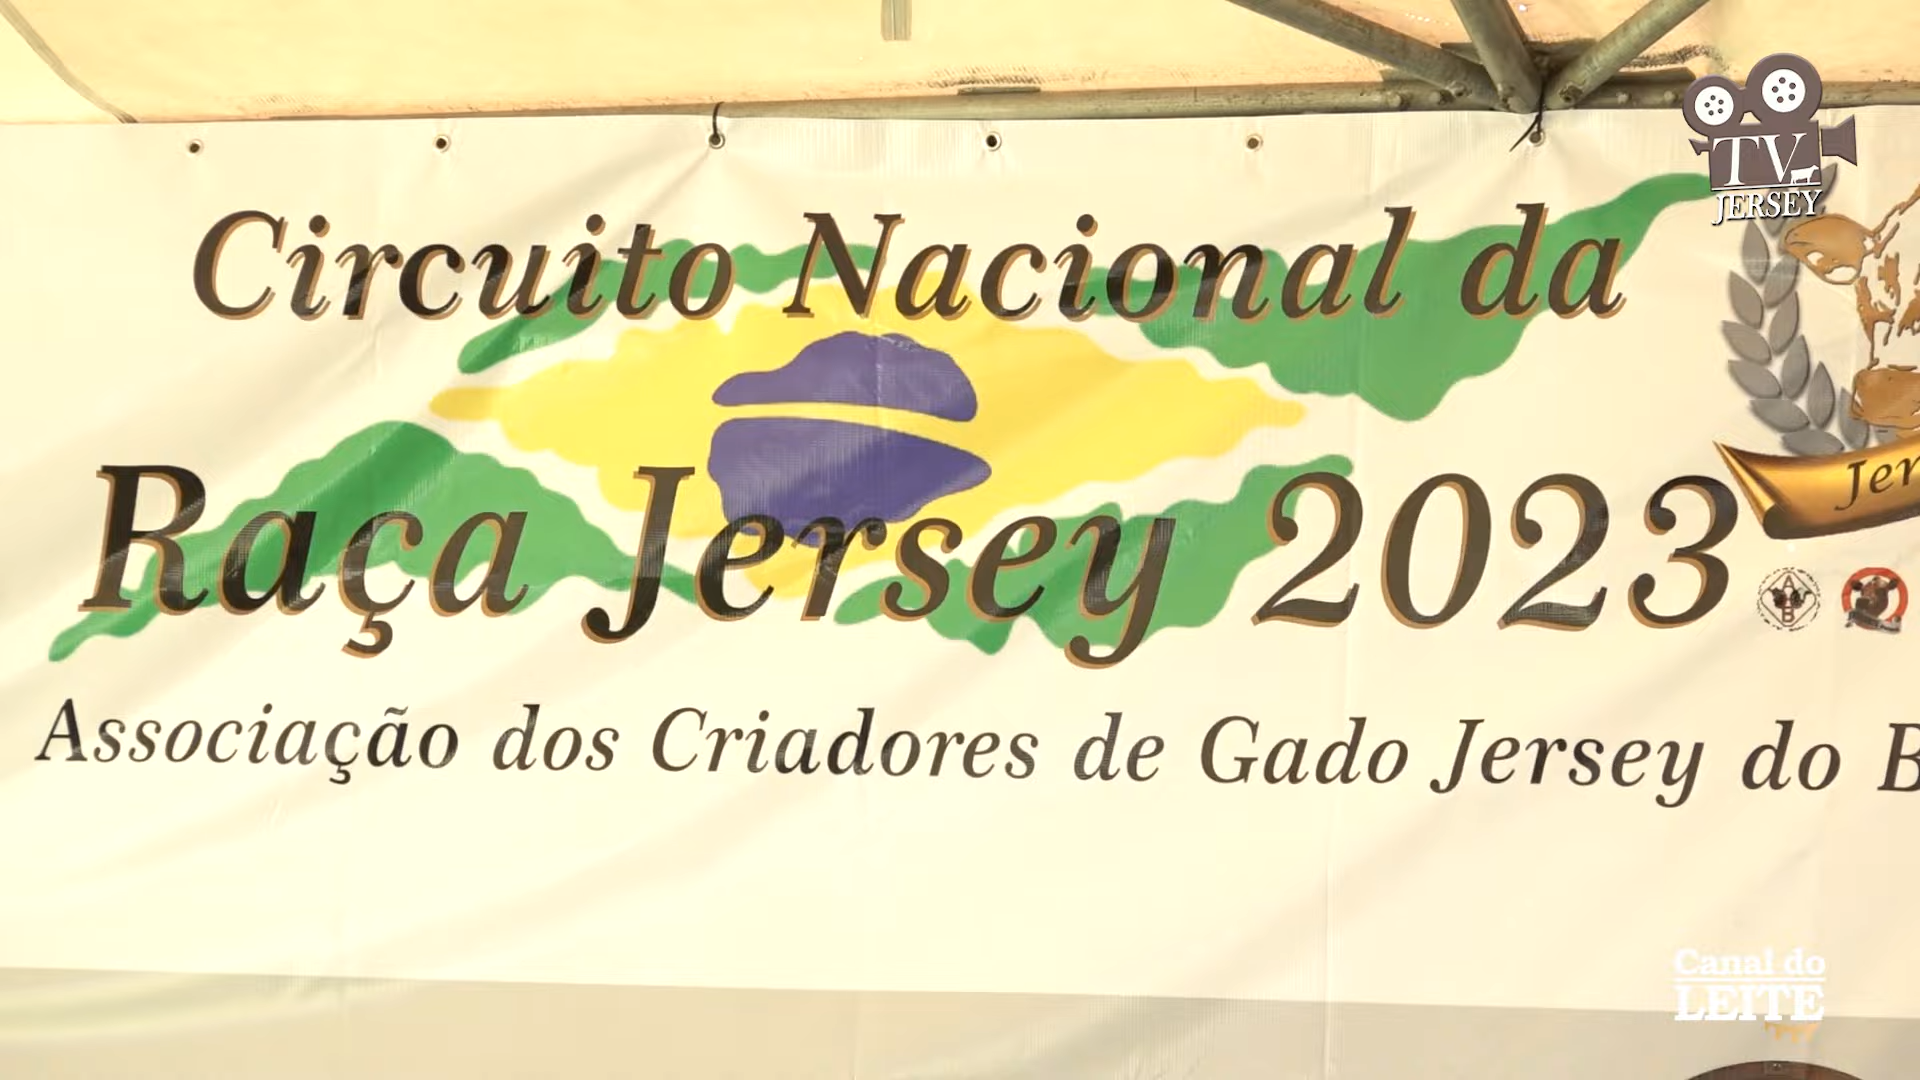 TV
JERSEY
Circuito Nacional da
Raça Jersey 2023
Associação dos Criadores de Gado Jersey do
Canal do
LEITE